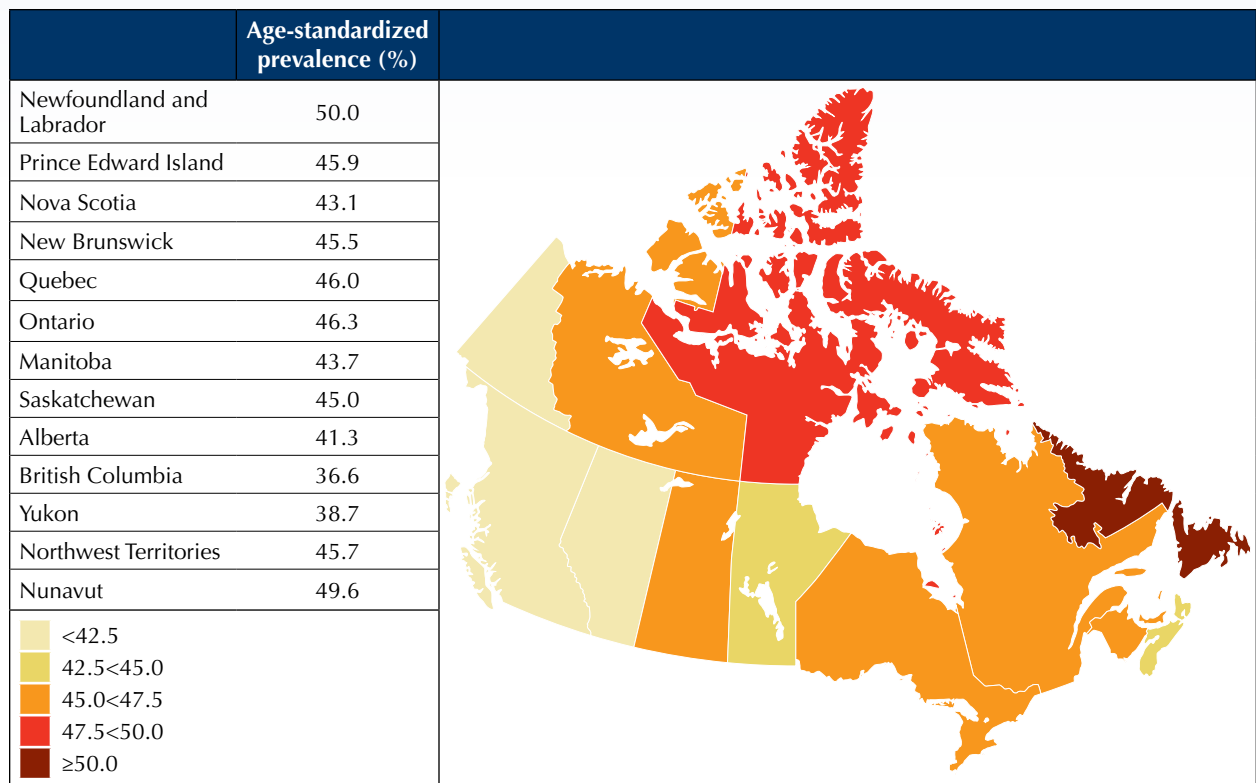 Age-standardized
prevalence (%)
Newfoundland and
Labrador
50.0
Prince Edward Island 45.9
Nova Scotia 43.1
New Brunswick 45.5
Quebec 46.0
Ontario 46.3
Manitoba 43.7
Saskatchewan 45.0
Alberta 41.3
British Columbia 36.6
Yukon 38.7
Northwest Territories 45.7
Nunavut 49.6
<42.5
42.5<45.0
45.0<47.5
47.5<50.0
≥50.0